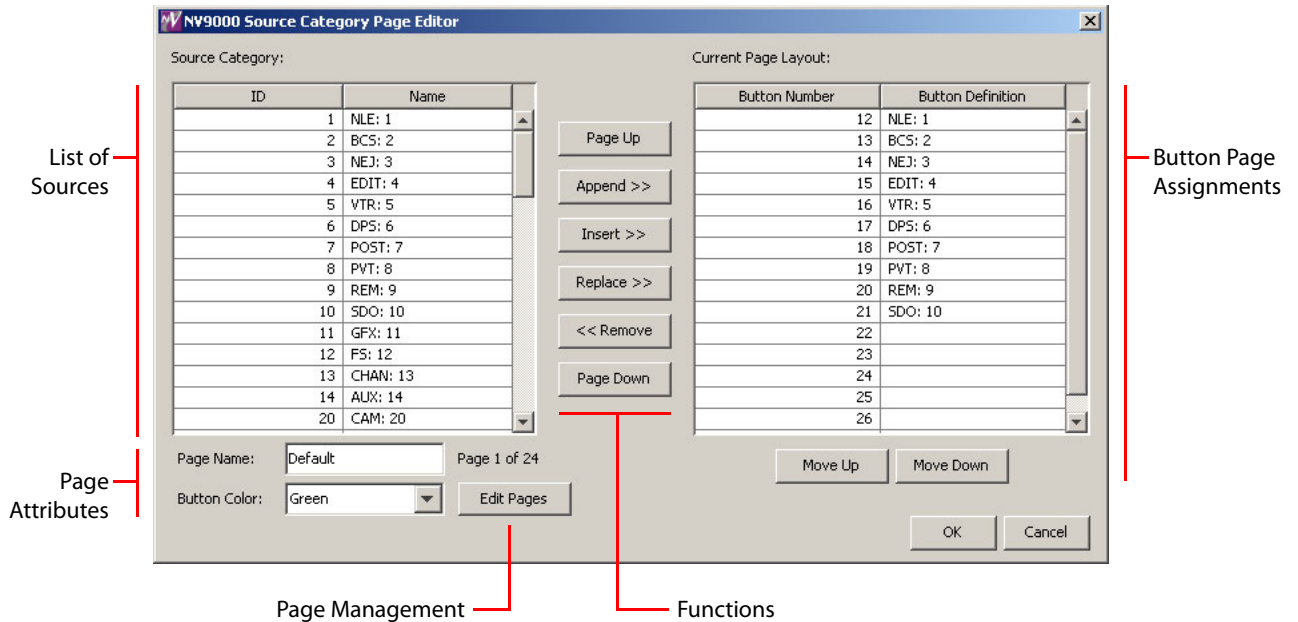 NV9000 Source Category Page Editor
Source Category:
Current Page Layout:
ID Name
1 NLE: 1
2 BCS: 2
3 NEJ: 3
4 EDIT: 4
5 VTR: 5
6 DPS: 6
7 POST: 7
8 PVT: 8
9 REM: 9
10 SDO: 10
11 GFX: 11
12 FS: 12
13 CHAN: 13
14 AUX: 14
20 CAM: 20
Page Up
Append >>
Insert >>
Replace >>
<< Remove
Page Down
Button Number Button Definition
12 NLE: 1
13 BCS: 2
14 NEJ: 3
15 EDIT: 4
16 VTR: 5
17 DPS: 6
18 POST: 7
19 PVT: 8
20 REM: 9
21 SDO: 10
22
23
24
25
26
List of
Sources
Button Page
Assignments
Page Name: Default Page 1 of 24
Button Color: Green Edit Pages
Move Up Move Down
Page
Attributes
OK Cancel
Page Management
Functions